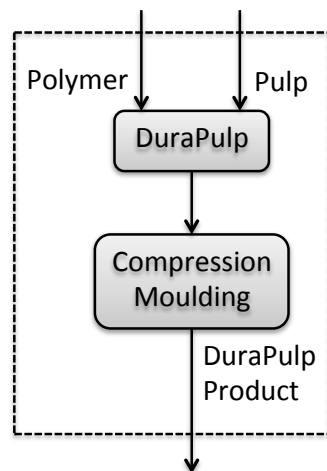 Polymer
Pulp
DuraPulp
Compression
Moulding
DuraPulp
Product